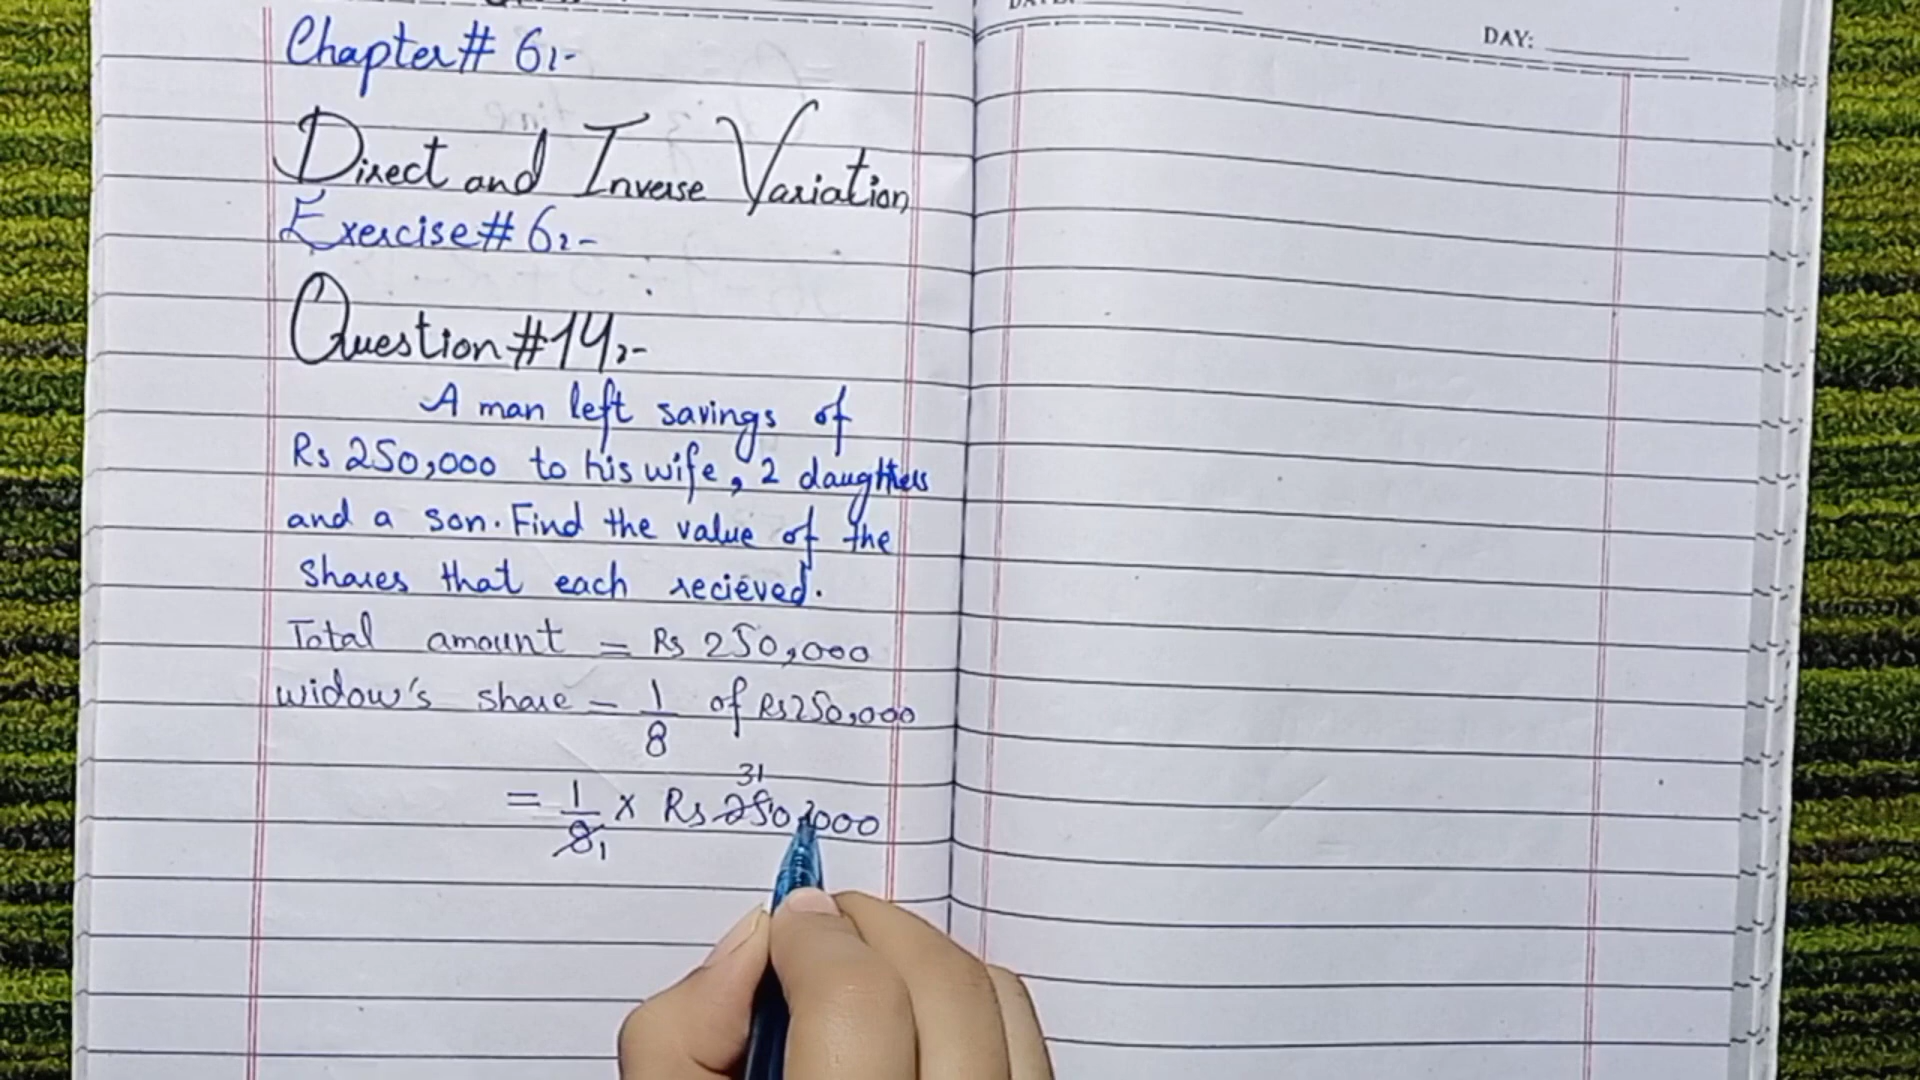 DAY:
Chapter# 6:-
Direct and Inverse Variation
Exercise# 6:-
Question #14:-
A man left savings of
Rs 250,000 to his wife, 2 daugthers
and a son. Find the value of the
shares that each recieved.
Total amount = Rs 250,000
widow's share = 1/8 of Rs 250,000
31
= 1/8 × Rs 250,000
1